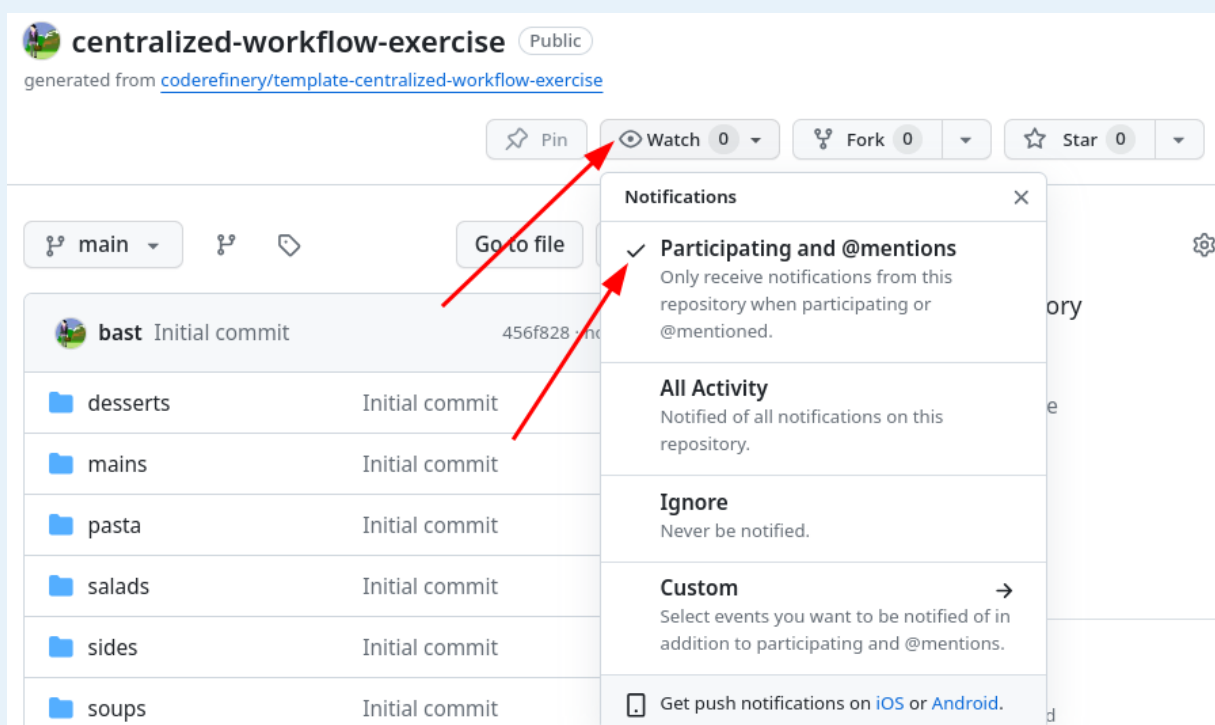 centralized-workflow-exercise Public
generated from coderefinery/template-centralized-workflow-exercise
Pin Watch 0 Fork 0 Star 0
Notifications
main Go to file
Participating and @mentions
Only receive notifications from this
repository when participating or
@mentioned.
bast Initial commit 456f828
All Activity
Notified of all notifications on this
repository.
desserts Initial commit
mains Initial commit
pasta Initial commit
salads Initial commit
sides Initial commit
soups Initial commit
Ignore
Never be notified.
Custom
Select events you want to be notified of in
addition to participating and @mentions.
Get push notifications on iOS or Android.